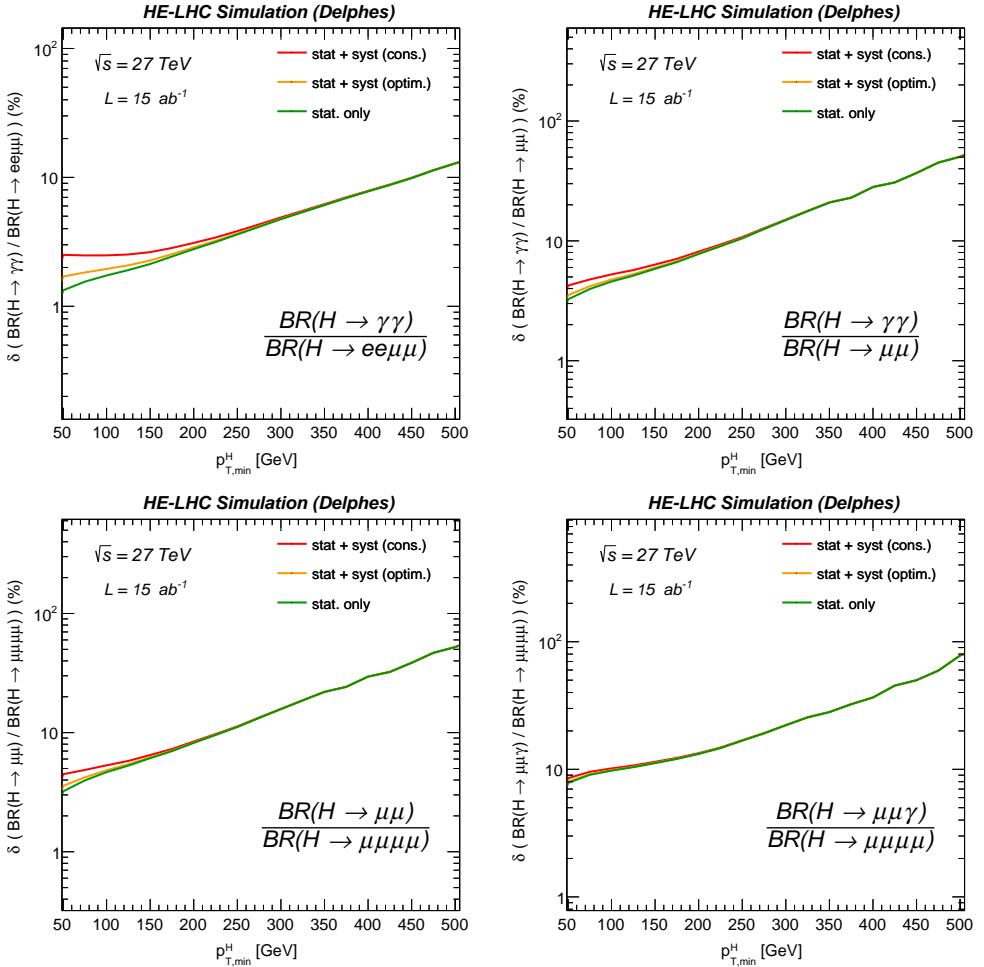 HE-LHC Simulation (Delphes)
√s = 27 TeV
L = 15 ab⁻¹
stat + syst (cons.)
stat + syst (optim.)
stat. only
δ ( BR(H → γγ) / BR(H → eeμμ) ) (%)
10²
10
1
BR(H → γγ)
BR(H → eeμμ)
50 100 150 200 250 300 350 400 450 500
p^H_T,min [GeV]
HE-LHC Simulation (Delphes)
√s = 27 TeV
L = 15 ab⁻¹
stat + syst (cons.)
stat + syst (optim.)
stat. only
δ ( BR(H → γγ) / BR(H → μμ) ) (%)
10²
10
1
BR(H → γγ)
BR(H → μμ)
50 100 150 200 250 300 350 400 450 500
p^H_T,min [GeV]
HE-LHC Simulation (Delphes)
√s = 27 TeV
L = 15 ab⁻¹
stat + syst (cons.)
stat + syst (optim.)
stat. only
δ ( BR(H → μμ) / BR(H → μμμμ) ) (%)
10²
10
1
BR(H → μμ)
BR(H → μμμμ)
50 100 150 200 250 300 350 400 450 500
p^H_T,min [GeV]
HE-LHC Simulation (Delphes)
√s = 27 TeV
L = 15 ab⁻¹
stat + syst (cons.)
stat + syst (optim.)
stat. only
δ ( BR(H → μμγ) / BR(H → μμμμ) ) (%)
10²
10
1
BR(H → μμγ)
BR(H → μμμμ)
50 100 150 200 250 300 350 400 450 500
p^H_T,min [GeV]